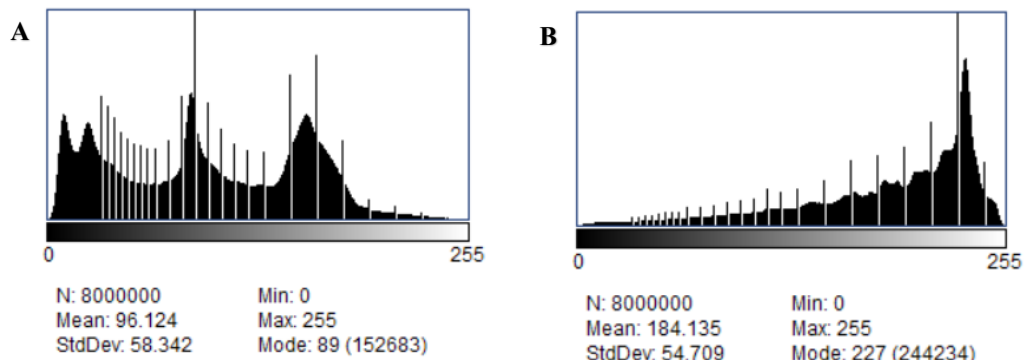 A
0 255
N: 8000000 Min: 0
Mean: 96.124 Max: 255
StdDev: 58.342 Mode: 89 (152683)
B
0 255
N: 8000000 Min: 0
Mean: 184.135 Max: 255
StdDev: 54.709 Mode: 227 (244234)